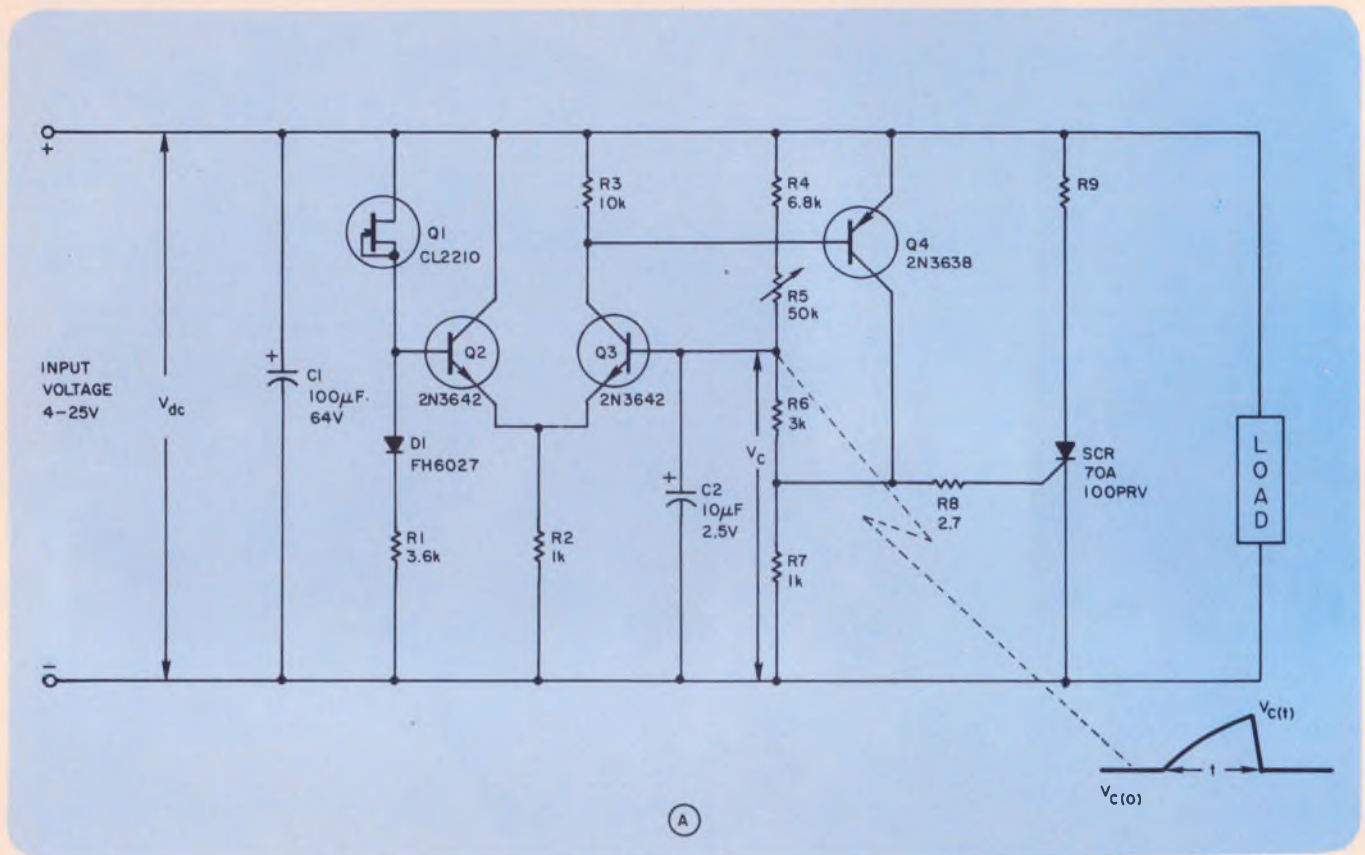 +
INPUT
VOLTAGE
4-25V
−
Vdc
+
C1
100µF.
64V
Q1
CL2210
D1
FH6027
R1
3.6k
Q2
2N3642
R2
1k
R3
10k
Q3
2N3642
+
C2
10µF
2.5V
VC
R4
6.8k
R5
50k
R6
3k
R7
1k
Q4
2N3638
R8
2.7
R9
SCR
70A
100PRV
LOAD
VC(t)
t
VC(0)
A